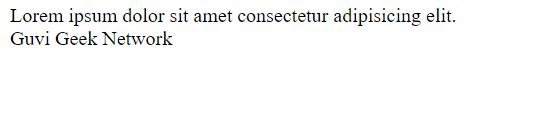 Lorem ipsum dolor sit amet consectetur adipisicing elit.
Guvi Geek Network